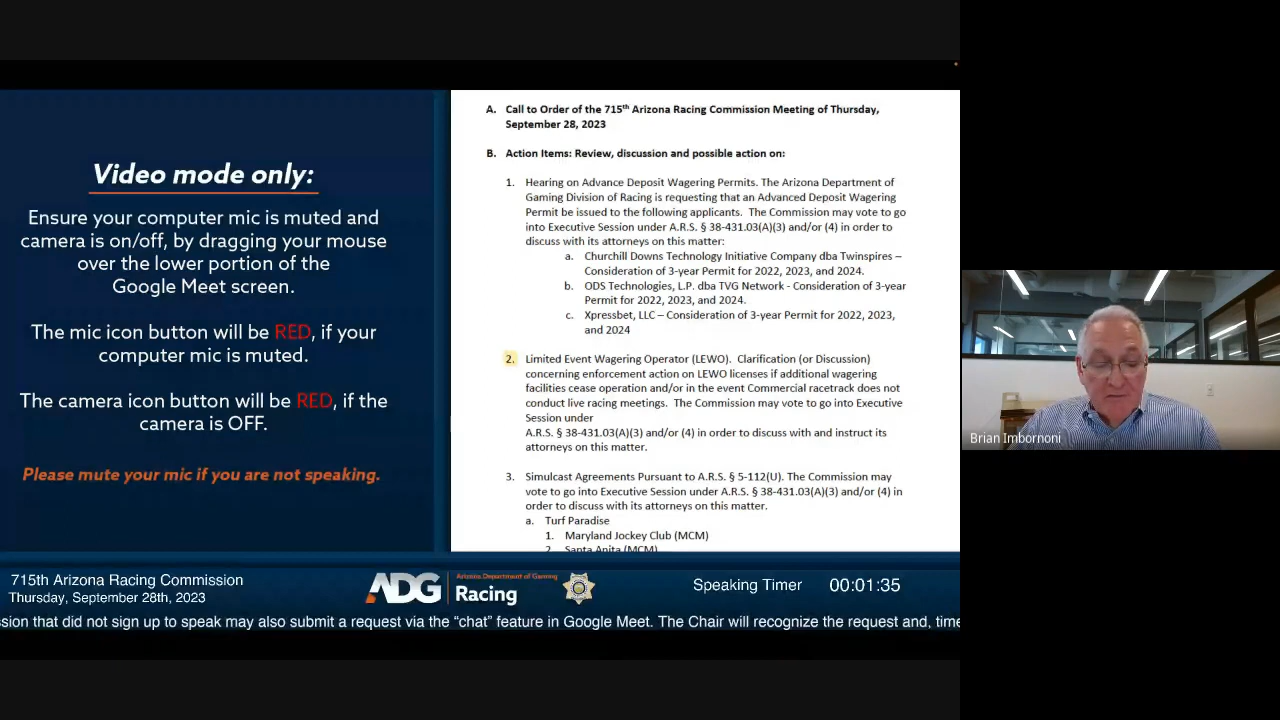 Video mode only:
Ensure your computer mic is muted and
camera is on/off, by dragging your mouse
over the lower portion of the
Google Meet screen.
The mic icon button will be RED, if your
computer mic is muted.
The camera icon button will be RED, if the
camera is OFF.
Please mute your mic if you are not speaking.
A. Call to Order of the 715th Arizona Racing Commission Meeting of Thursday,
September 28, 2023
B. Action Items: Review, discussion and possible action on:
1. Hearing on Advance Deposit Wagering Permits. The Arizona Department of
Gaming Division of Racing is requesting that an Advanced Deposit Wagering
Permit be issued to the following applicants. The Commission may vote to go
into Executive Session under A.R.S. § 38-431.03(A)(3) and/or (4) in order to
discuss with its attorneys on this matter:
a. Churchill Downs Technology Initiative Company dba Twinspires –
Consideration of 3-year Permit for 2022, 2023, and 2024.
b. ODS Technologies, L.P. dba TVG Network - Consideration of 3-year
Permit for 2022, 2023, and 2024.
c. Xpressbet, LLC – Consideration of 3-year Permit for 2022, 2023,
and 2024
2. Limited Event Wagering Operator (LEWO). Clarification (or Discussion)
concerning enforcement action on LEWO licenses if additional wagering
facilities cease operation and/or in the event Commercial racetrack does not
conduct live racing meetings. The Commission may vote to go into Executive
Session under
A.R.S. § 38-431.03(A)(3) and/or (4) in order to discuss with and instruct its
attorneys on this matter.
3. Simulcast Agreements Pursuant to A.R.S. § 5-112(U). The Commission may
vote to go into Executive Session under A.R.S. § 38-431.03(A)(3) and/or (4) in
order to discuss with its attorneys on this matter.
a. Turf Paradise
1. Maryland Jockey Club (MCM)
2. Santa Anita (MCM)
Brian Imbornoni
715th Arizona Racing Commission
Thursday, September 28th, 2023
ADG
Arizona Department of Gaming
Racing
Speaking Timer 00:01:35
ssion that did not sign up to speak may also submit a request via the “chat” feature in Google Meet. The Chair will recognize the request and, time